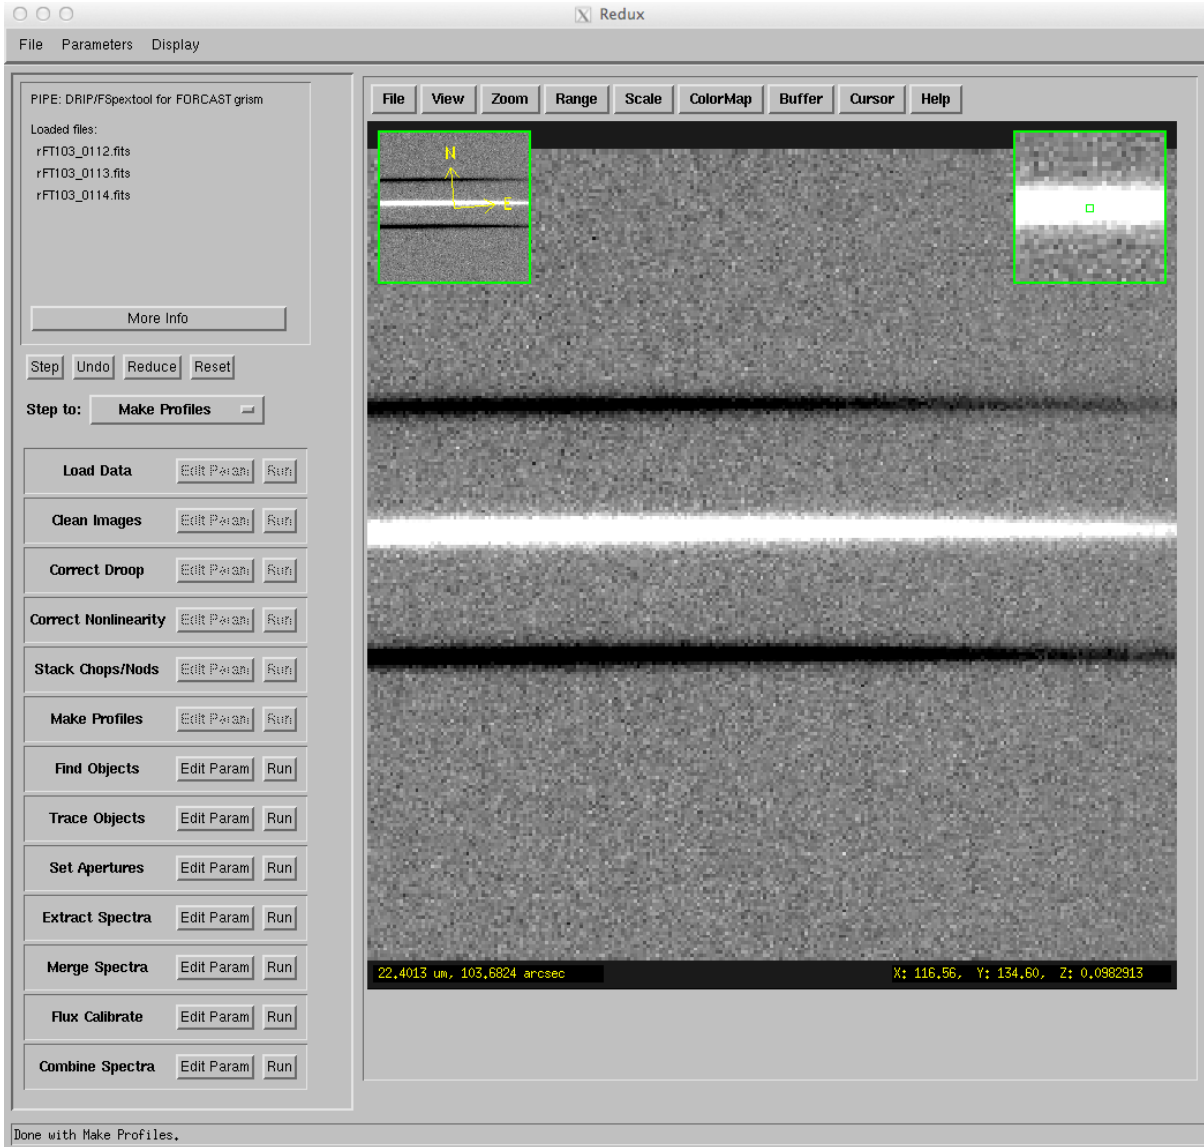 Redux
File Parameters Display
PIPE: DRIP/FSpextool for FORCAST grism
Loaded files:
rFT103_0112.fits
rFT103_0113.fits
rFT103_0114.fits
More Info
Step Undo Reduce Reset
Step to: Make Profiles
Load Data Edit Param Run
Clean Images Edit Param Run
Correct Droop Edit Param Run
Correct Nonlinearity Edit Param Run
Stack Chops/Nods Edit Param Run
Make Profiles Edit Param Run
Find Objects Edit Param Run
Trace Objects Edit Param Run
Set Apertures Edit Param Run
Extract Spectra Edit Param Run
Merge Spectra Edit Param Run
Flux Calibrate Edit Param Run
Combine Spectra Edit Param Run
File View Zoom Range Scale ColorMap Buffer Cursor Help
N
E
22.4013 um, 103.6824 arcsec X: 116.56, Y: 134.60, Z: 0.0982913
Done with Make Profiles.